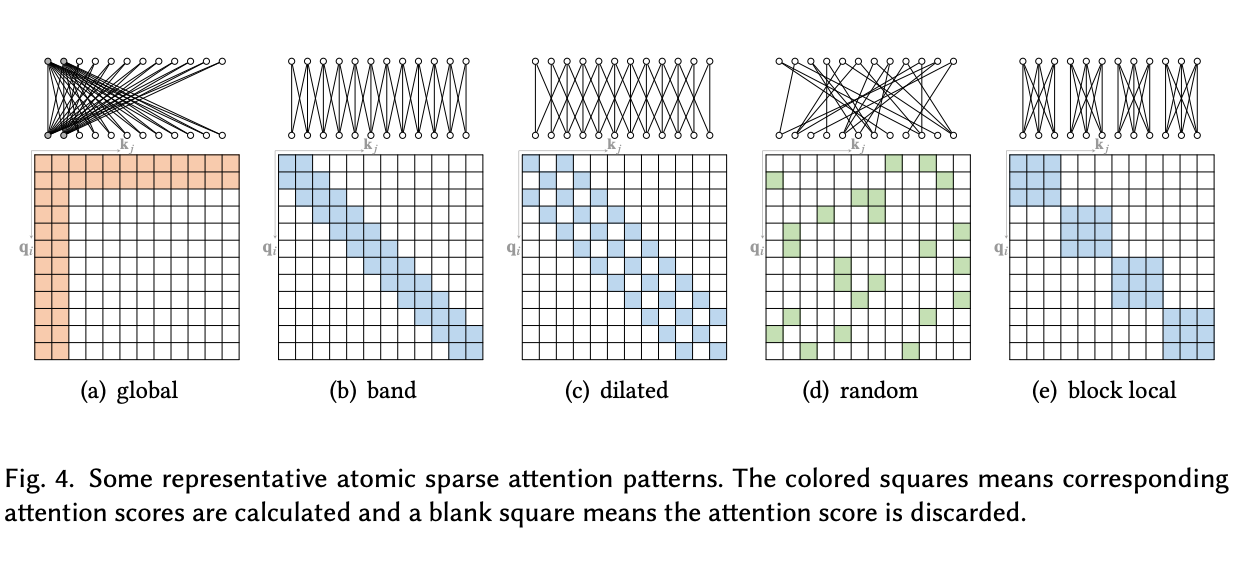 k_j k_j k_j k_j k_j
q_i q_i q_i q_i q_i
(a) global (b) band (c) dilated (d) random (e) block local
Fig. 4. Some representative atomic sparse attention patterns. The colored squares means corresponding
attention scores are calculated and a blank square means the attention score is discarded.